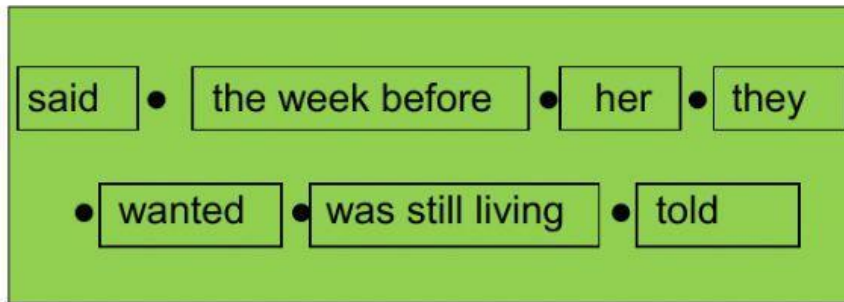 said • the week before • her • they
• wanted • was still living • told